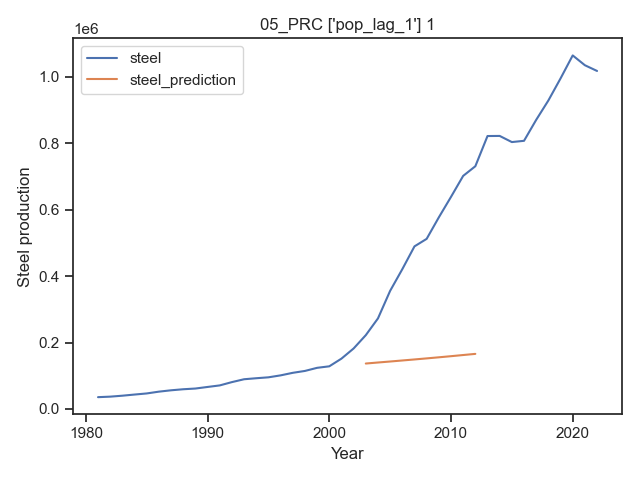 05_PRC ['pop_lag_1'] 1
1e6
steel
steel_prediction
1.0
0.8
0.6
0.4
0.2
0.0
Steel production
1980
1990
2000
2010
2020
Year